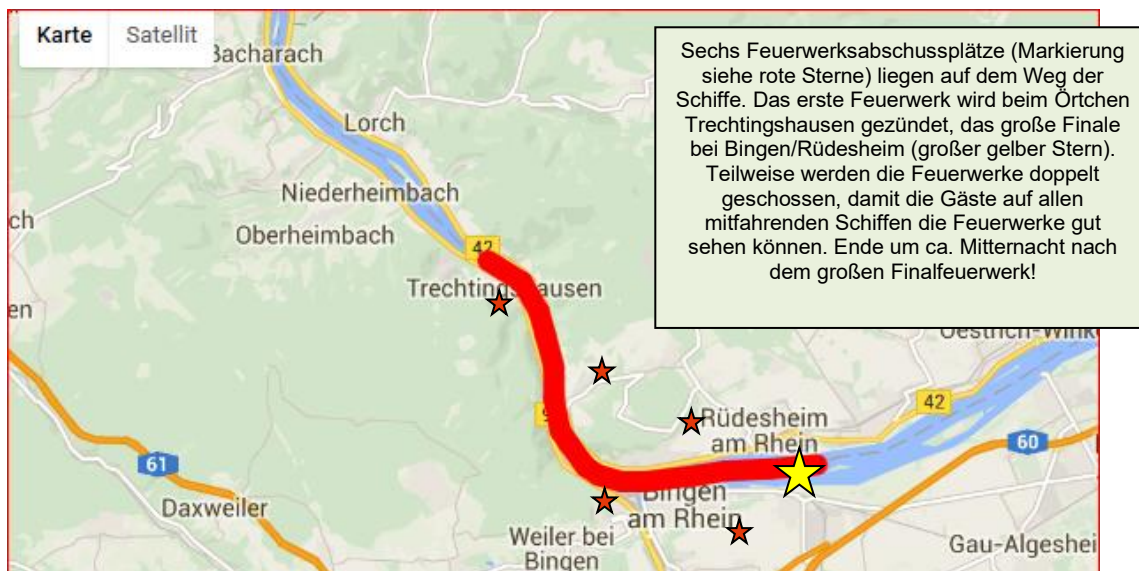 Karte Satellit
Bacharach
Sechs Feuerwerksabschussplätze (Markierung
siehe rote Sterne) liegen auf dem Weg der
Schiffe. Das erste Feuerwerk wird beim Örtchen
Trechtingshausen gezündet, das große Finale
bei Bingen/Rüdesheim (großer gelber Stern).
Teilweise werden die Feuerwerke doppelt
geschossen, damit die Gäste auf allen
mitfahrenden Schiffen die Feuerwerke gut
sehen können. Ende um ca. Mitternacht nach
dem großen Finalfeuerwerk!
Lorch
Niederheimbach
ch
Oberheimbach
42
Trechtingshausen
en
42
9
Rüdesheim
am Rhein
60
61
Daxweiler
Bingen
am Rhein
Weiler bei
Bingen
Gau-Algeshei